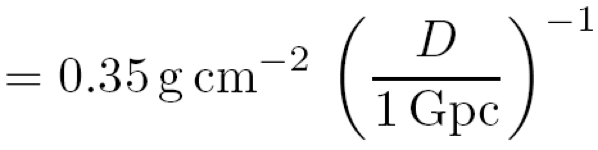 = 0.35 g cm⁻² (D / 1 Gpc)⁻¹